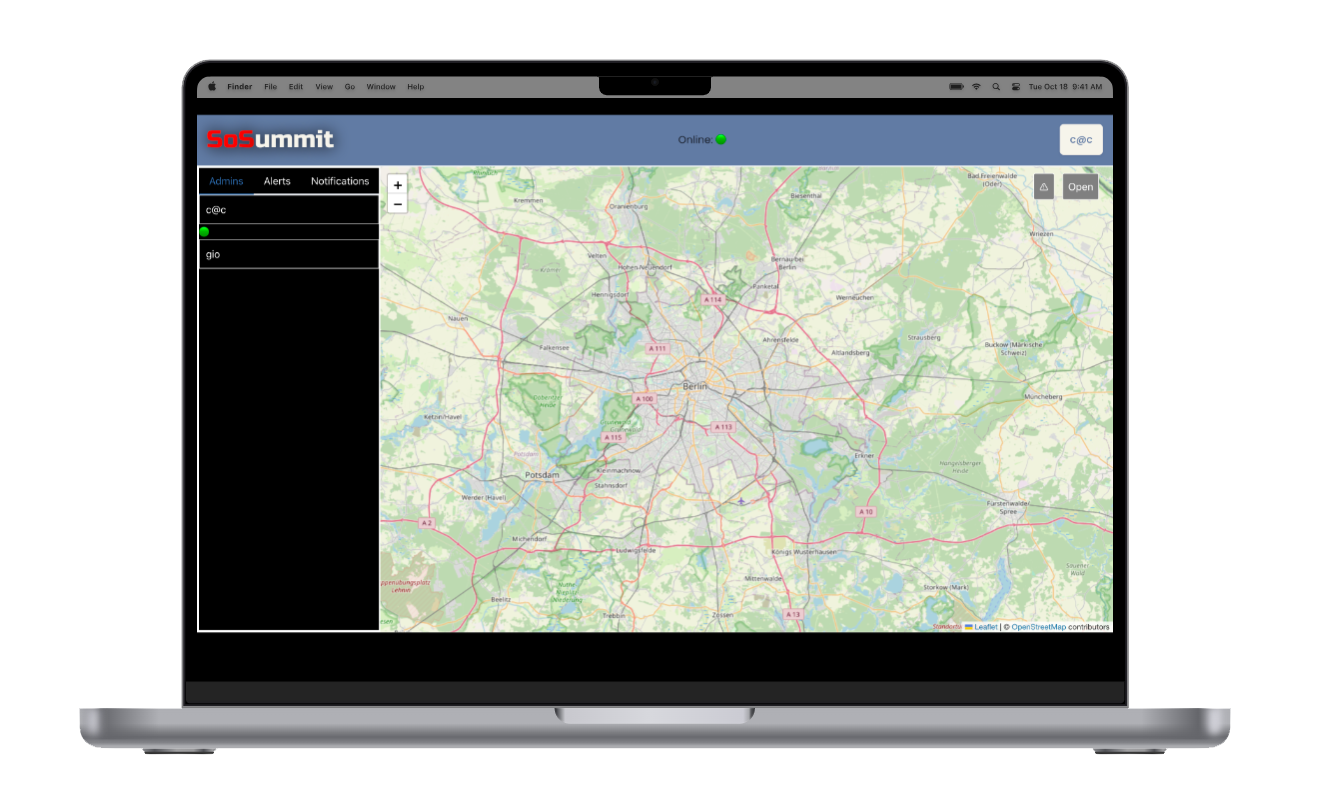 Finder File Edit View Go Window Help
Tue Oct 18 9:41 AM
SoSummit
Online:
c@c
Admins Alerts Notifications
c@c
gio
+
−
Open
Bad Freienwalde
(Oder)
Kremmen
Oranienburg
Biesenthal
Wriezen
Velten
Bernau bei
Berlin
Krämer
Hohen Neuendorf
Panketal
Hennigsdorf
A 114
Werneuchen
Nauen
Strausberg
Ahrensfelde
Buckow (Märkische
Schweiz)
Falkensee
A 111
Altlandsberg
Berlin
Müncheberg
A 100
Ketzin/Havel
A 113
A 115
Potsdam
Erkner
Kleinmachnow
Potsdam
Stahnsdorf
Werder (Havel)
Fürstenwalde/
Spree
A 10
A 2
Michendorf
Ludwigsfelde
Königs Wusterhausen
Mittenwalde
Storkow (Mark)
Beelitz
Trebbin
Zossen
A 13
Leaflet | © OpenStreetMap contributors